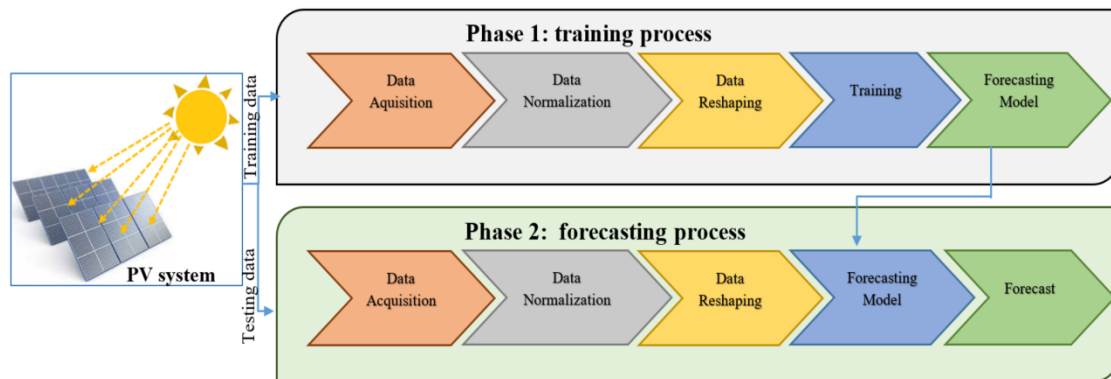 Phase 1: training process
Data
Aquisition
Data
Normalization
Data
Reshaping
Training
Forecasting
Model
Training data
PV system
Testing data
Phase 2: forecasting process
Data
Acquisition
Data
Normalization
Data
Reshaping
Forecasting
Model
Forecast